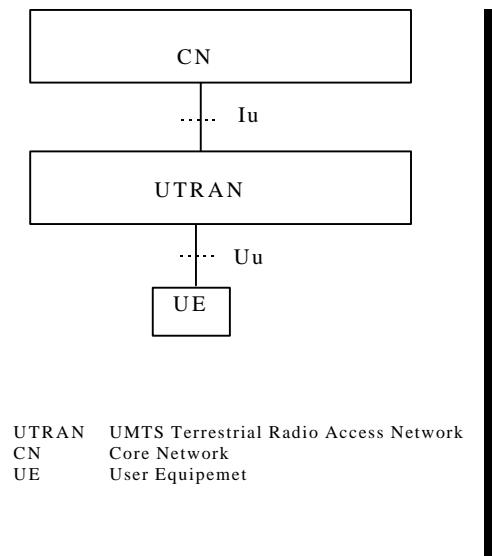 CN
Iu
UTRAN
Uu
UE
UTRAN UMTS Terrestrial Radio Access Network
CN Core Network
UE User Equipemet